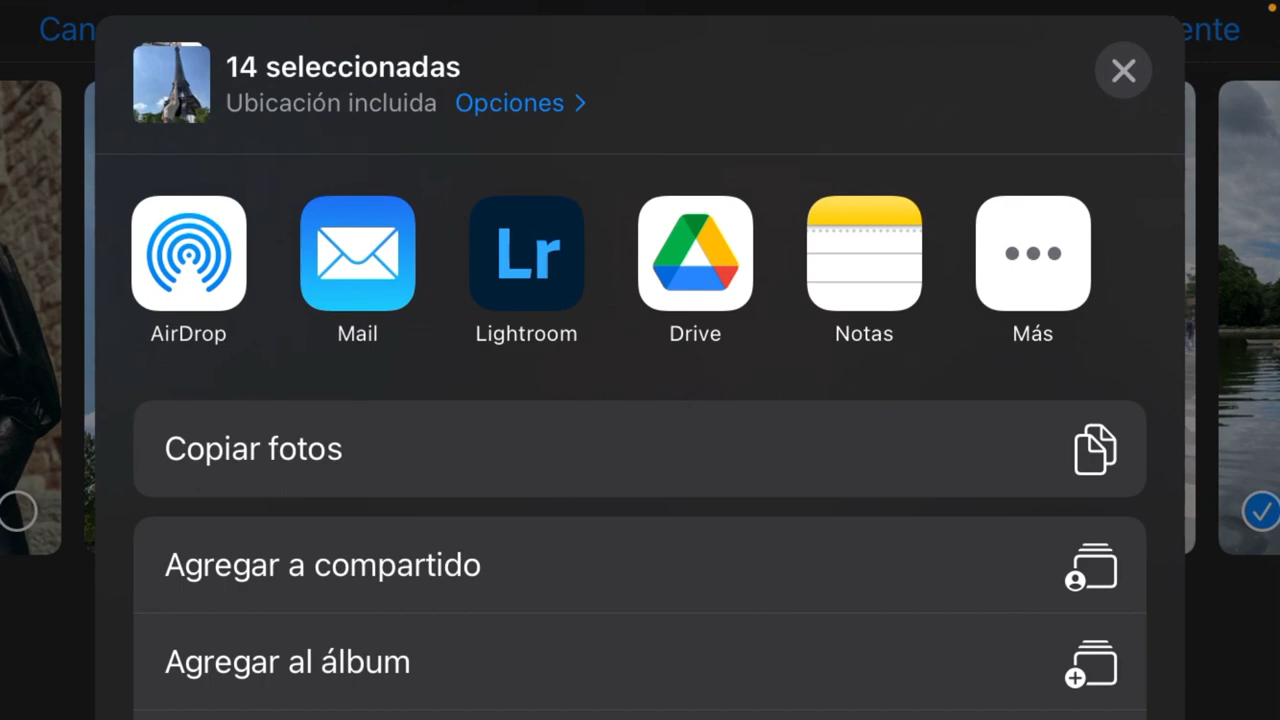 14 seleccionadas
Ubicación incluida Opciones
Lr
AirDrop Mail Lightroom Drive Notas Más
Copiar fotos
Agregar a compartido
Agregar al álbum